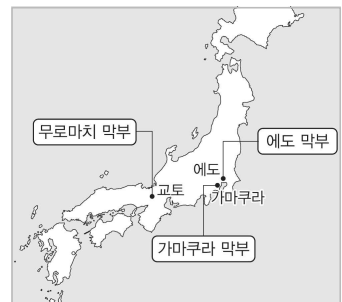 무로마치 막부
에도 막부
에도
교토
가마쿠라
가마쿠라 막부